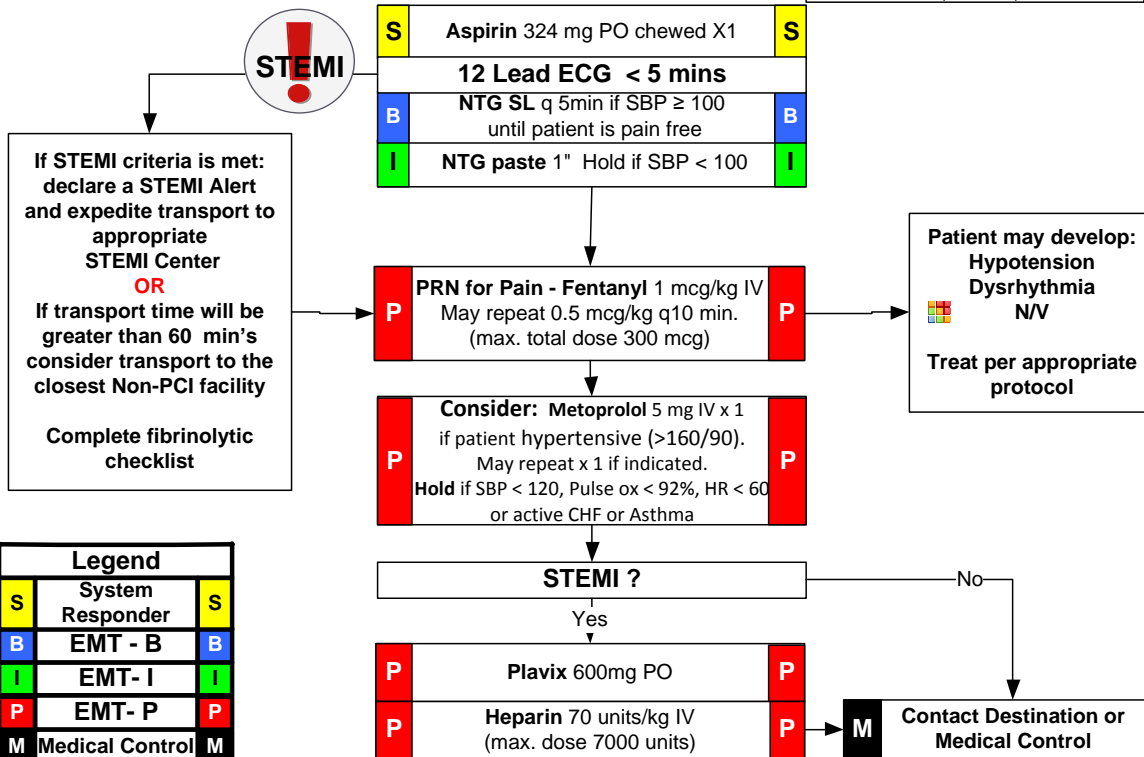 S Aspirin 324 mg PO chewed X1 S
STEMI
12 Lead ECG < 5 mins
B NTG SL q 5min if SBP ≥ 100 B
until patient is pain free
I NTG paste 1" Hold if SBP < 100 I
If STEMI criteria is met:
declare a STEMI Alert
and expedite transport to
appropriate
STEMI Center
OR
If transport time will be
greater than 60 min's
consider transport to the
closest Non-PCI facility
Complete fibrinolytic
checklist
P PRN for Pain - Fentanyl 1 mcg/kg IV P
May repeat 0.5 mcg/kg q10 min.
(max. total dose 300 mcg)
Patient may develop:
Hypotension
Dysrhythmia
N/V
Treat per appropriate
protocol
Consider: Metoprolol 5 mg IV x 1
if patient hypertensive (>160/90).
P May repeat x 1 if indicated. P
Hold if SBP < 120, Pulse ox < 92%, HR < 60
or active CHF or Asthma
STEMI ?
No
Yes
P Plavix 600mg PO P
P Heparin 70 units/kg IV P
(max. dose 7000 units)
M Contact Destination or
Medical Control
Legend
S System S
Responder
B EMT - B B
I EMT- I I
P EMT- P P
M Medical Control M